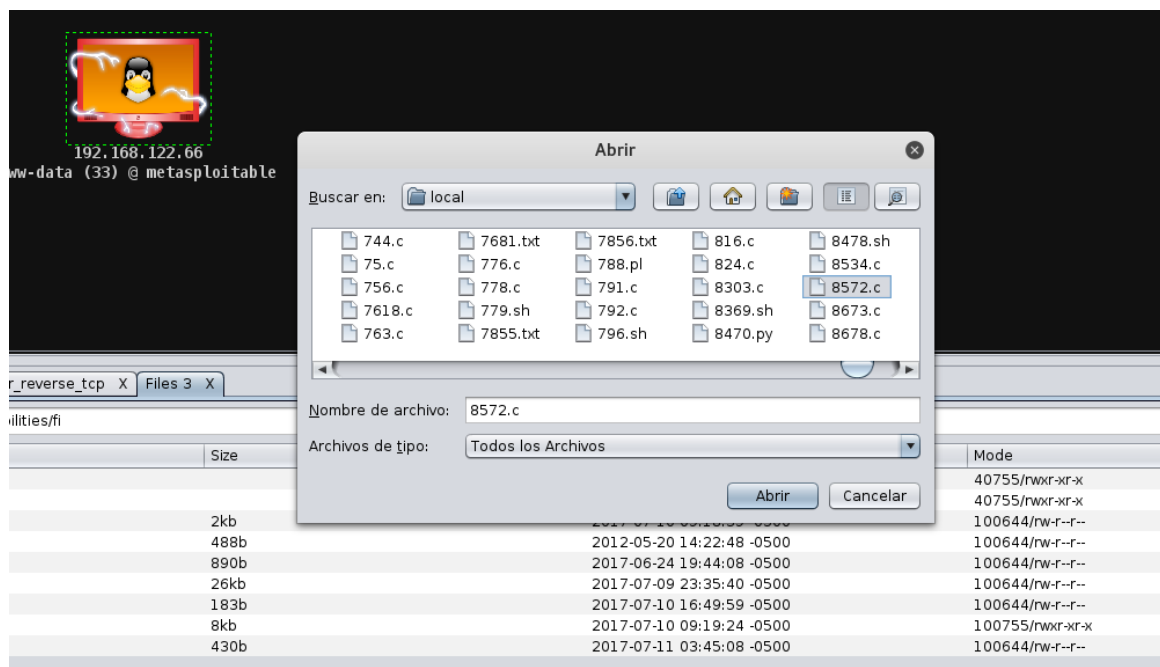 192.168.122.66
ww-data (33) @ metasploitable
Abrir
Buscar en: local
744.c 7681.txt 7856.txt 816.c 8478.sh
75.c 776.c 788.pl 824.c 8534.c
756.c 778.c 791.c 8303.c 8572.c
7618.c 779.sh 792.c 8369.sh 8673.c
763.c 7855.txt 796.sh 8470.py 8678.c
Nombre de archivo: 8572.c
Archivos de tipo: Todos los Archivos
Abrir Cancelar
r_reverse_tcp X Files 3 X
ilities/fi
Size Mode
40755/rwxr-xr-x
40755/rwxr-xr-x
2kb 100644/rw-r--r--
488b 2012-05-20 14:22:48 -0500 100644/rw-r--r--
890b 2017-06-24 19:44:08 -0500 100644/rw-r--r--
26kb 2017-07-09 23:35:40 -0500 100644/rw-r--r--
183b 2017-07-10 16:49:59 -0500 100644/rw-r--r--
8kb 2017-07-10 09:19:24 -0500 100755/rwxr-xr-x
430b 2017-07-11 03:45:08 -0500 100644/rw-r--r--